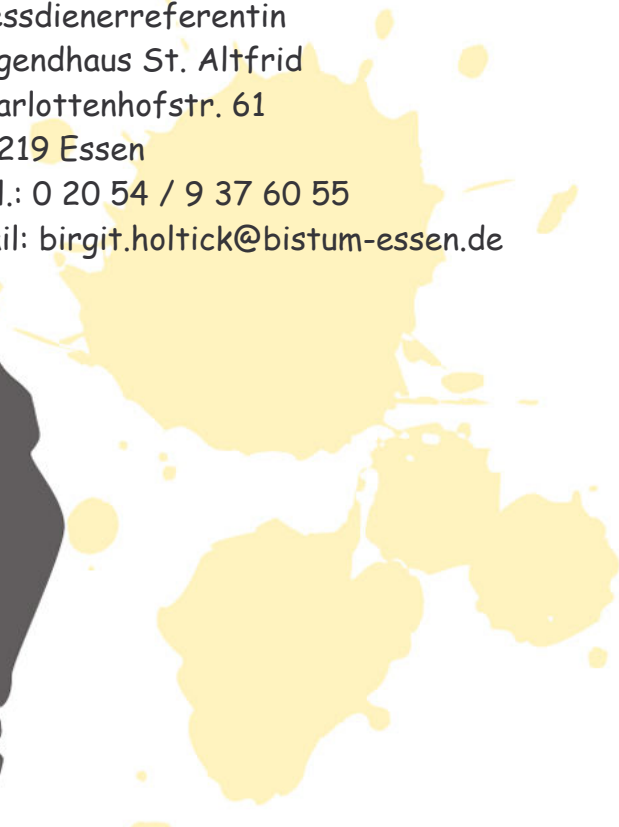 essdienerreferentin
gendhaus St. Altfrid
arlottenhofstr. 61
219 Essen
l.: 0 20 54 / 9 37 60 55
il: birgit.holtick@bistum-essen.de